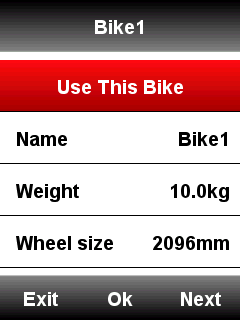 Bike1
Use This Bike
Name Bike1
Weight 10.0kg
Wheel size 2096mm
Exit Ok Next